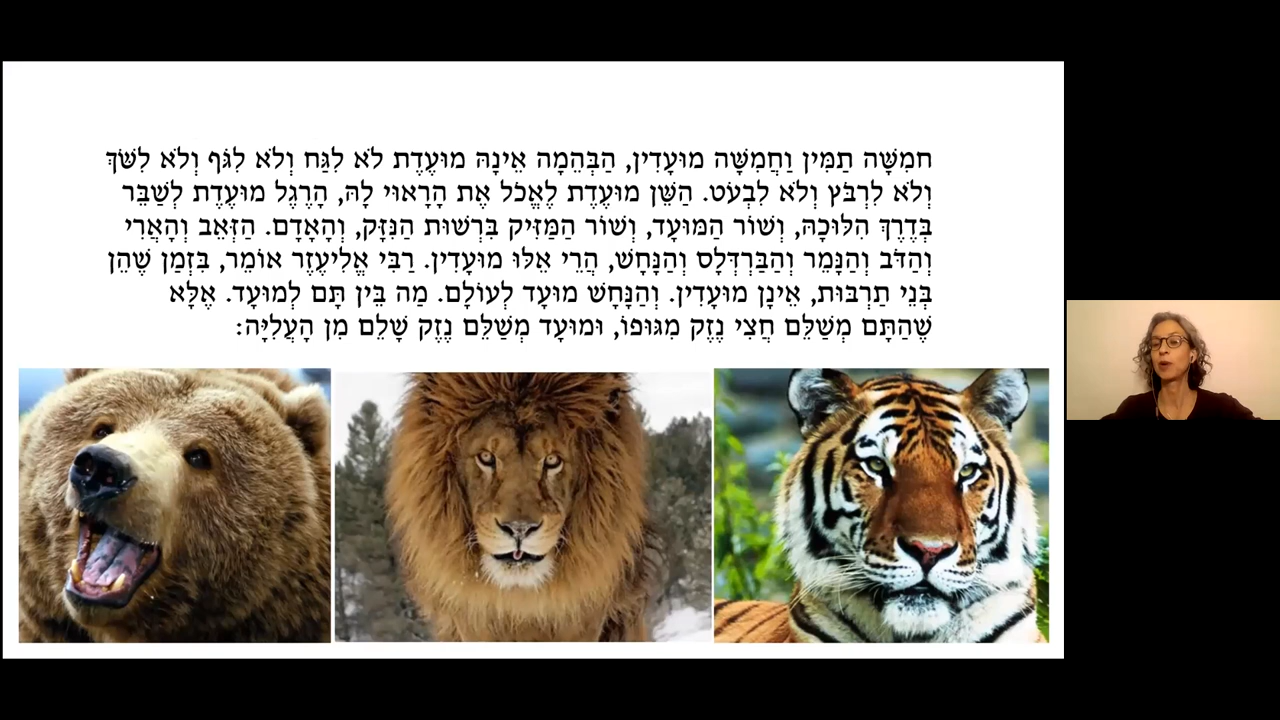 חֲמִשָּׁה תַמִּין וַחֲמִשָּׁה מוּעָדִין, הַבְּהֵמָה אֵינָהּ מוּעֶדֶת לֹא לִגַּח וְלֹא לִגֹּף וְלֹא לִשֹּׁךְ
וְלֹא לִרְבֹּץ וְלֹא לִבְעֹט. הַשֵּׁן מוּעֶדֶת לֶאֱכֹל אֶת הָרָאוּי לָהּ, הָרֶגֶל מוּעֶדֶת לְשַׁבֵּר
בְּדֶרֶךְ הִלּוּכָהּ, וְשׁוֹר הַמּוּעָד, וְשׁוֹר הַמַּזִּיק בִּרְשׁוּת הַנִּזָּק, וְהָאָדָם. הַזְּאֵב וְהָאֲרִי
וְהַדֹּב וְהַנָּמֵר וְהַבַּרְדְּלָס וְהַנָּחָשׁ, הֲרֵי אֵלּוּ מוּעָדִין. רַבִּי אֱלִיעֶזֶר אוֹמֵר, בִּזְמַן שֶׁהֵן
בְּנֵי תַרְבּוּת, אֵינָן מוּעָדִין. וְהַנָּחָשׁ מוּעָד לְעוֹלָם. מַה בֵּין תָּם לְמוּעָד. אֶלָּא
שֶׁהַתָּם מְשַׁלֵּם חֲצִי נֶזֶק מִגּוּפוֹ, וּמוּעָד מְשַׁלֵּם נֶזֶק שָׁלֵם מִן הָעֲלִיָּה: